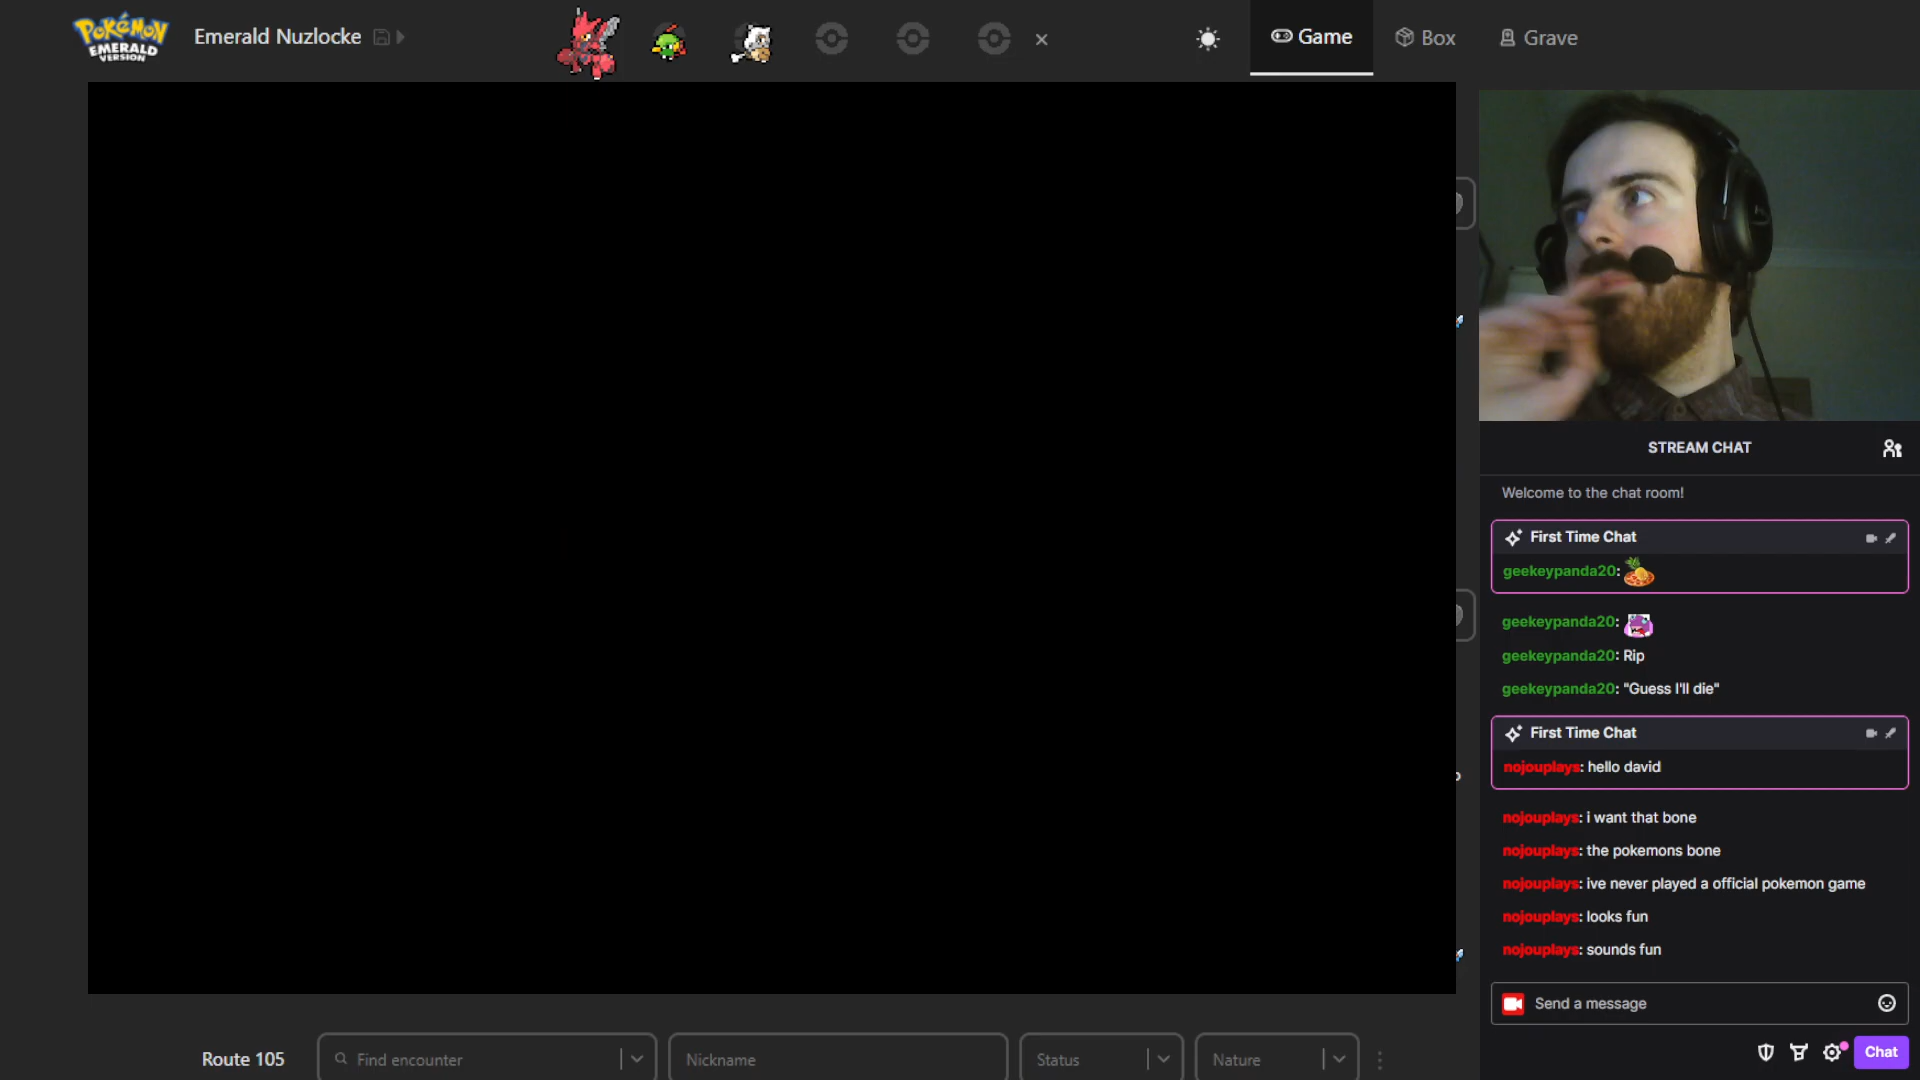 POKéMON
EMERALD
VERSION
Emerald Nuzlocke
Game
Box
Grave
STREAM CHAT
Welcome to the chat room!
First Time Chat
geekeypanda20:
geekeypanda20:
geekeypanda20: Rip
geekeypanda20: "Guess I'll die"
First Time Chat
nojouplays: hello david
nojouplays: i want that bone
nojouplays: the pokemons bone
nojouplays: ive never played a official pokemon game
nojouplays: looks fun
nojouplays: sounds fun
Send a message
Chat
Route 105
Find encounter
Nickname
Status
Nature